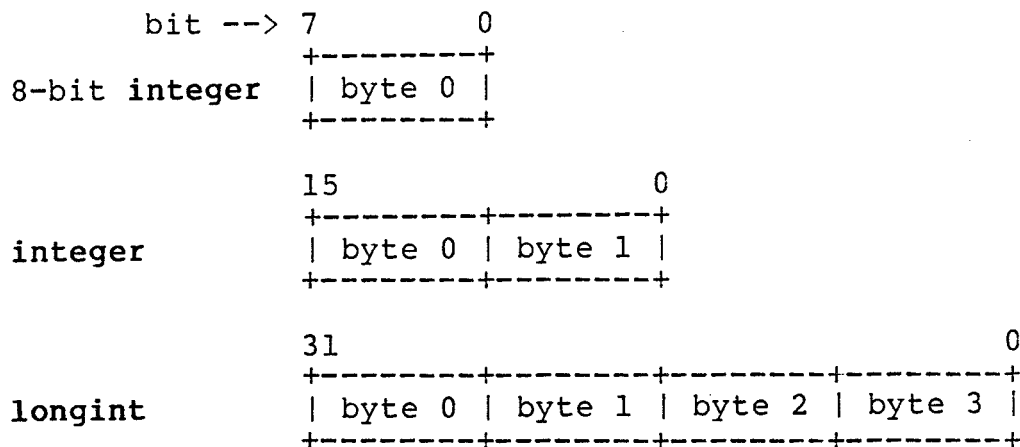 bit --> 7 0
+---------+
8-bit integer | byte 0 |
+--------+
15 0
+---------+---------+
integer | byte 0 | byte 1 |
+--------+--------+
31 0
+---------+---------+---------+---------+
longint | byte 0 | byte 1 | byte 2 | byte 3 |
+--------+--------+--------+--------+